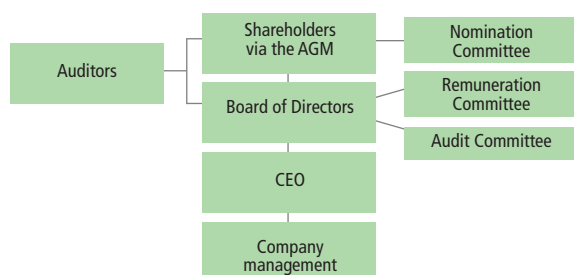 Auditors
Shareholders
via the AGM
Nomination
Committee
Board of Directors
Remuneration
Committee
Audit Committee
CEO
Company
management